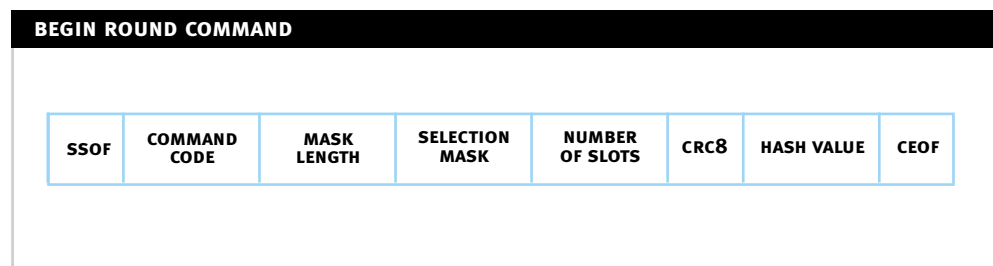 BEGIN ROUND COMMAND
SSOF
COMMAND
CODE
MASK
LENGTH
SELECTION
MASK
NUMBER
OF SLOTS
CRC8
HASH VALUE
CEOF